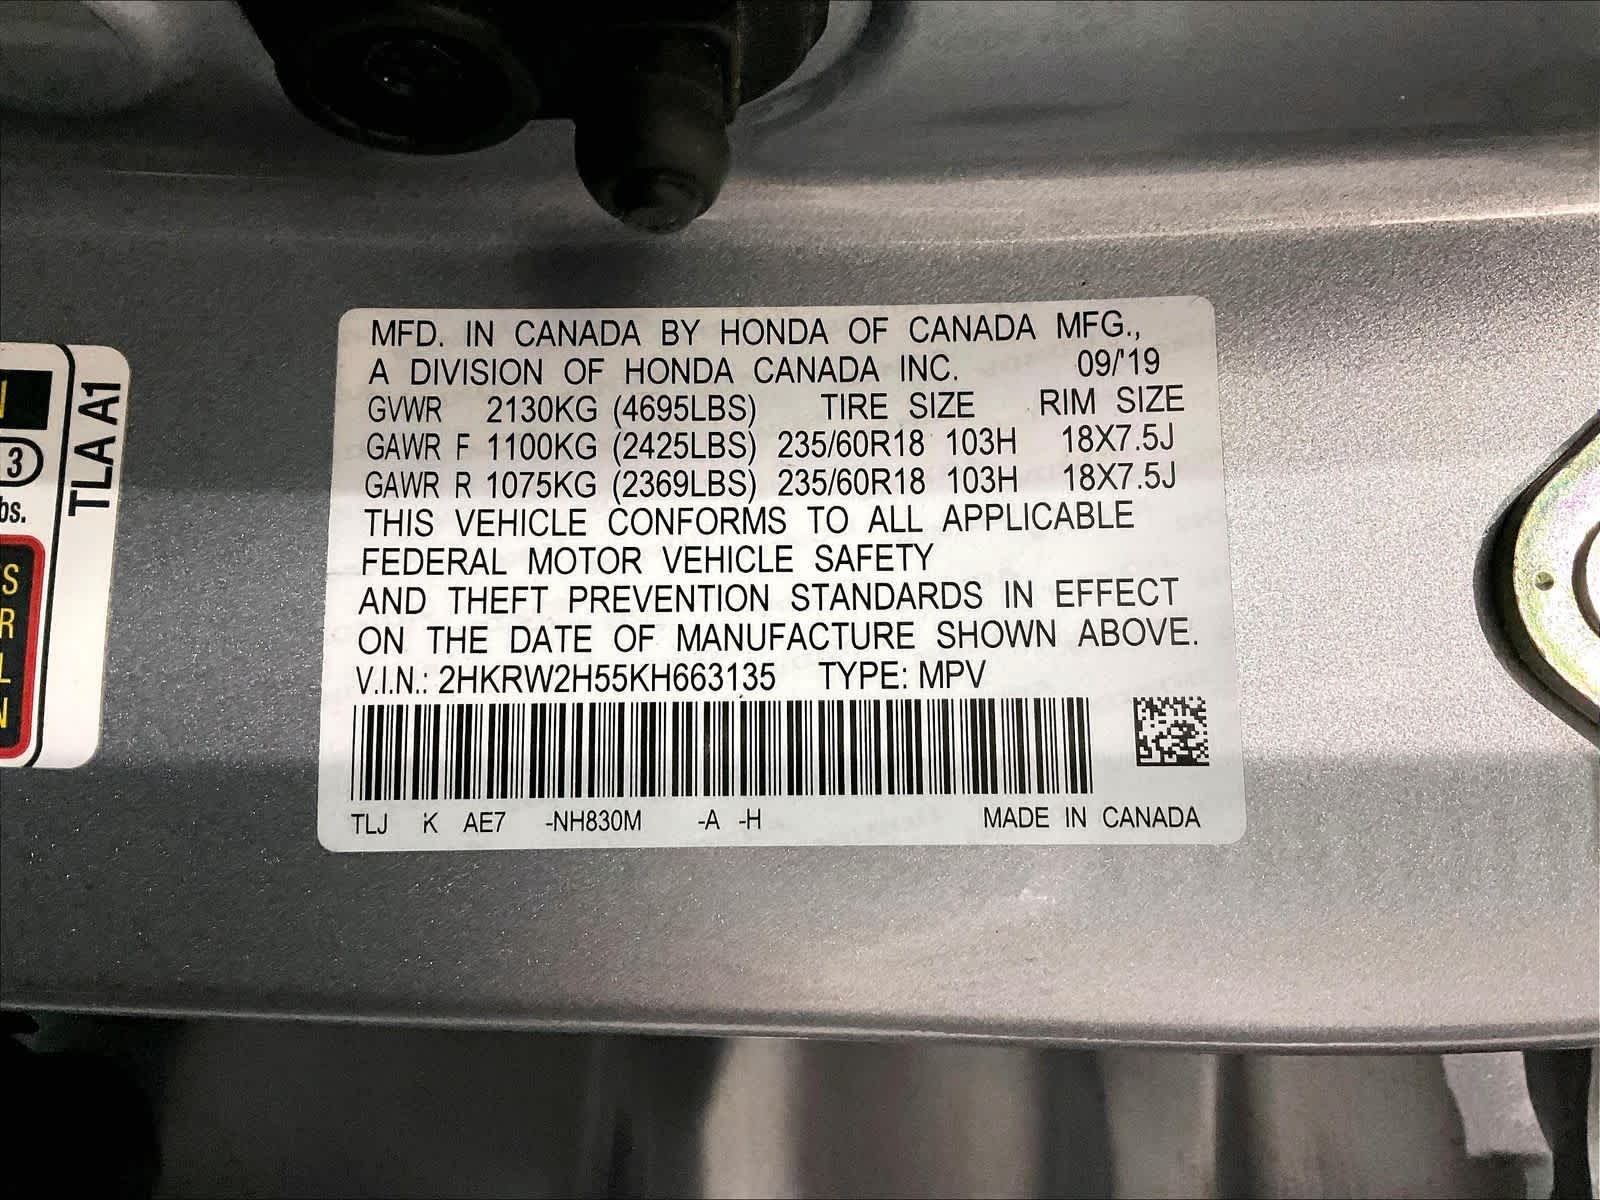 MFD. IN CANADA BY HONDA OF CANADA MFG.,
A DIVISION OF HONDA CANADA INC. 09/'19
GVWR 2130KG (4695LBS) TIRE SIZE RIM SIZE
GAWR F 1100KG (2425LBS) 235/60R18 103H 18X7.5J
GAWR R 1075KG (2369LBS) 235/60R18 103H 18X7.5J
THIS VEHICLE CONFORMS TO ALL APPLICABLE
FEDERAL MOTOR VEHICLE SAFETY
AND THEFT PREVENTION STANDARDS IN EFFECT
ON THE DATE OF MANUFACTURE SHOWN ABOVE.
V.I.N.: 2HKRW2H55KH663135 TYPE: MPV
TLJ K AE7 -NH830M -A -H MADE IN CANADA
TLA A1
3